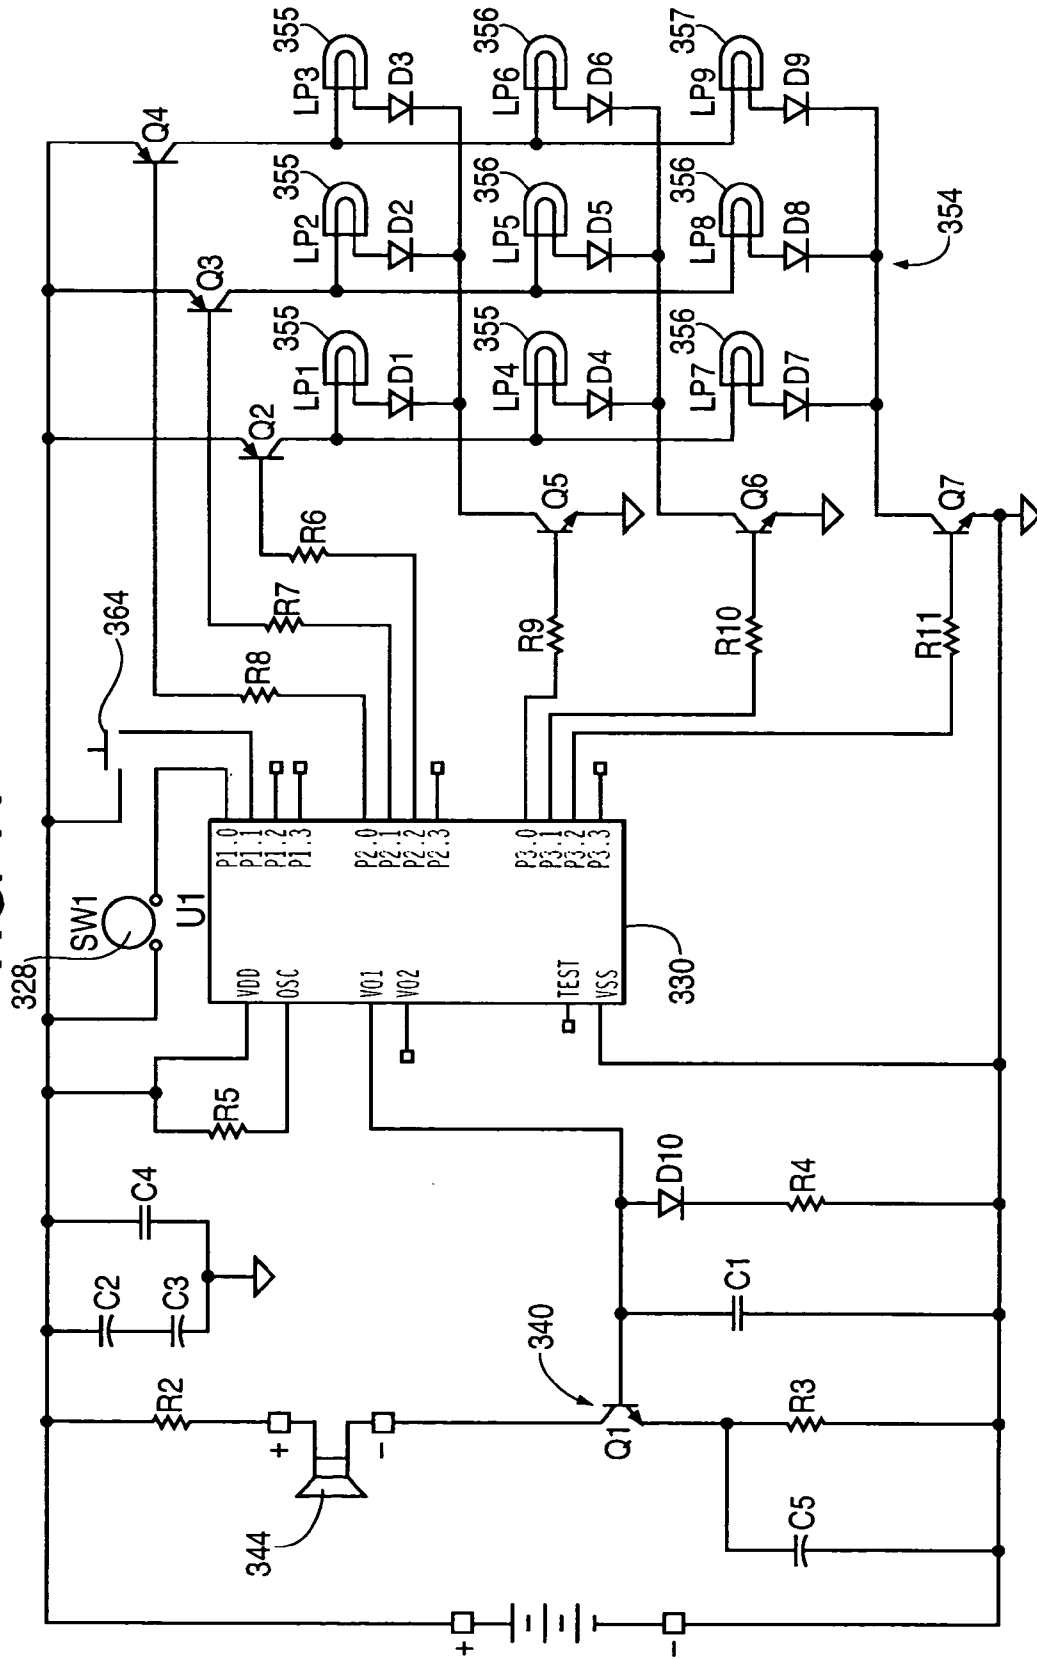 328
SW1
364
Q4
Q3
Q2
LP3
355
D3
LP6
356
D6
LP9
357
D9
LP2
355
D2
LP5
356
D5
LP8
356
D8
354
LP1
355
D1
LP4
355
D4
LP7
356
D7
R8
R7
R6
R9
R10
R11
Q5
Q6
Q7
U1
VDD
OSC
VO1
VO2
TEST
VSS
P1.0
P1.1
P1.2
P1.3
P2.0
P2.1
P2.2
P2.3
P3.0
P3.1
P3.2
P3.3
330
R5
C4
C2
C3
R2
+
-
344
340
Q1
D10
R4
C1
R3
C5
+
-